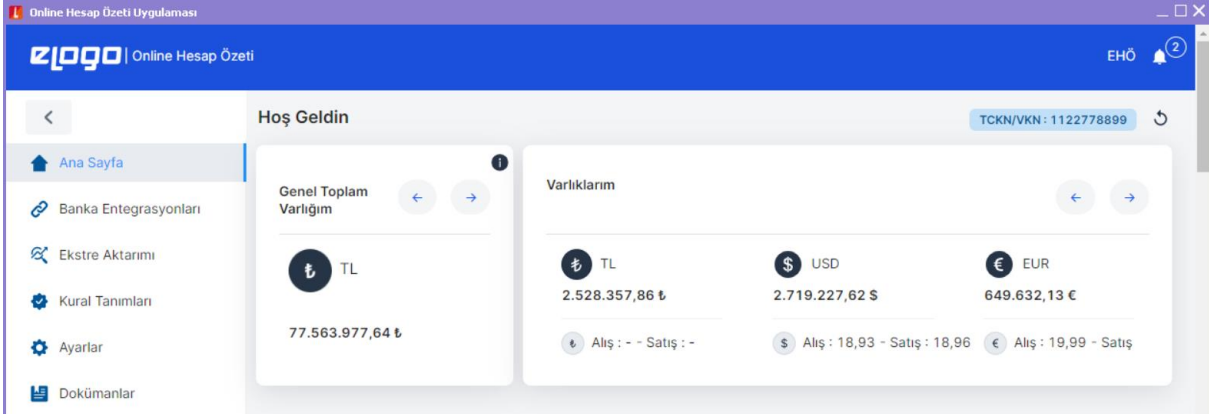 Online Hesap Özeti Uygulaması
eLOGO | Online Hesap Özeti
EHÖ
2
Hoş Geldin
TCKN/VKN : 1122778899
Ana Sayfa
Banka Entegrasyonları
Ekstre Aktarımı
Kural Tanımları
Ayarlar
Dokümanlar
Genel Toplam
Varlığım
₺ TL
77.563.977,64 ₺
Varlıklarım
₺ TL
2.528.357,86 ₺
₺ Alış : - - Satış : -
$ USD
2.719.227,62 $
$ Alış : 18,93 - Satış : 18,96
€ EUR
649.632,13 €
€ Alış : 19,99 - Satış